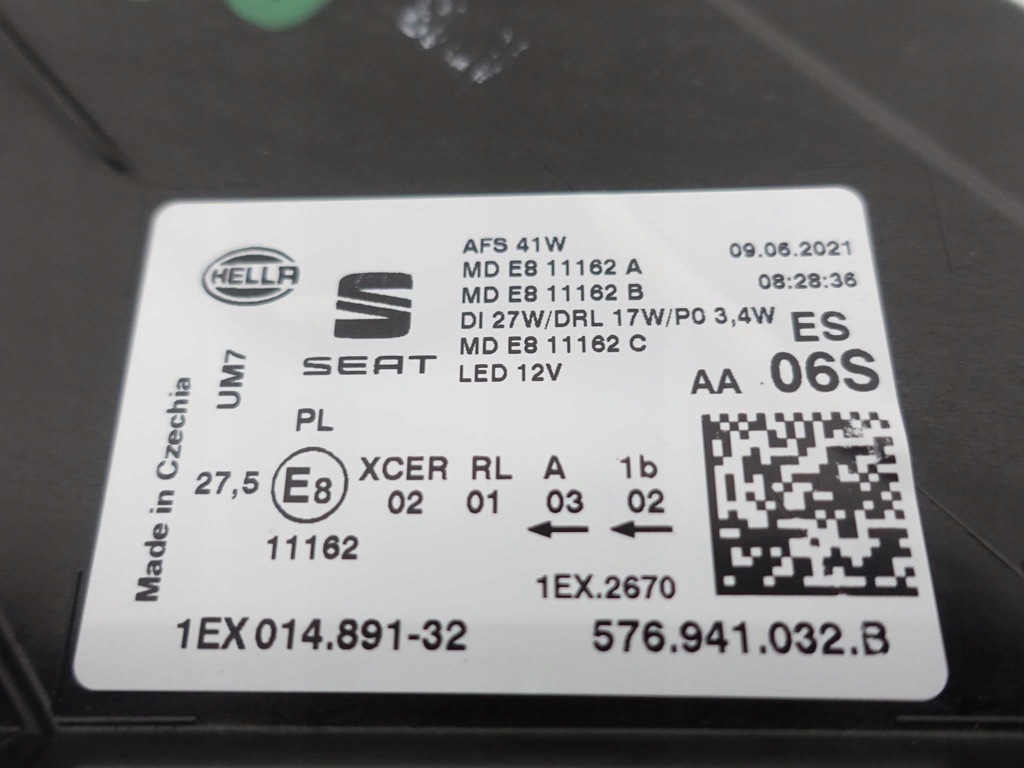 HELLA
SEAT
AFS 41W
MD E8 11162 A
MD E8 11162 B
DI 27W/DRL 17W/PO 3,4W
MD E8 11162 C
LED 12V
09.06.2021
08:28:36
ES
AA 06S
Made in Czechia
UM7
PL
27,5 E8 XCER RL A 1b
02 01 03 02
11162
1EX.2670
1EX 014.891-32
576.941.032.B